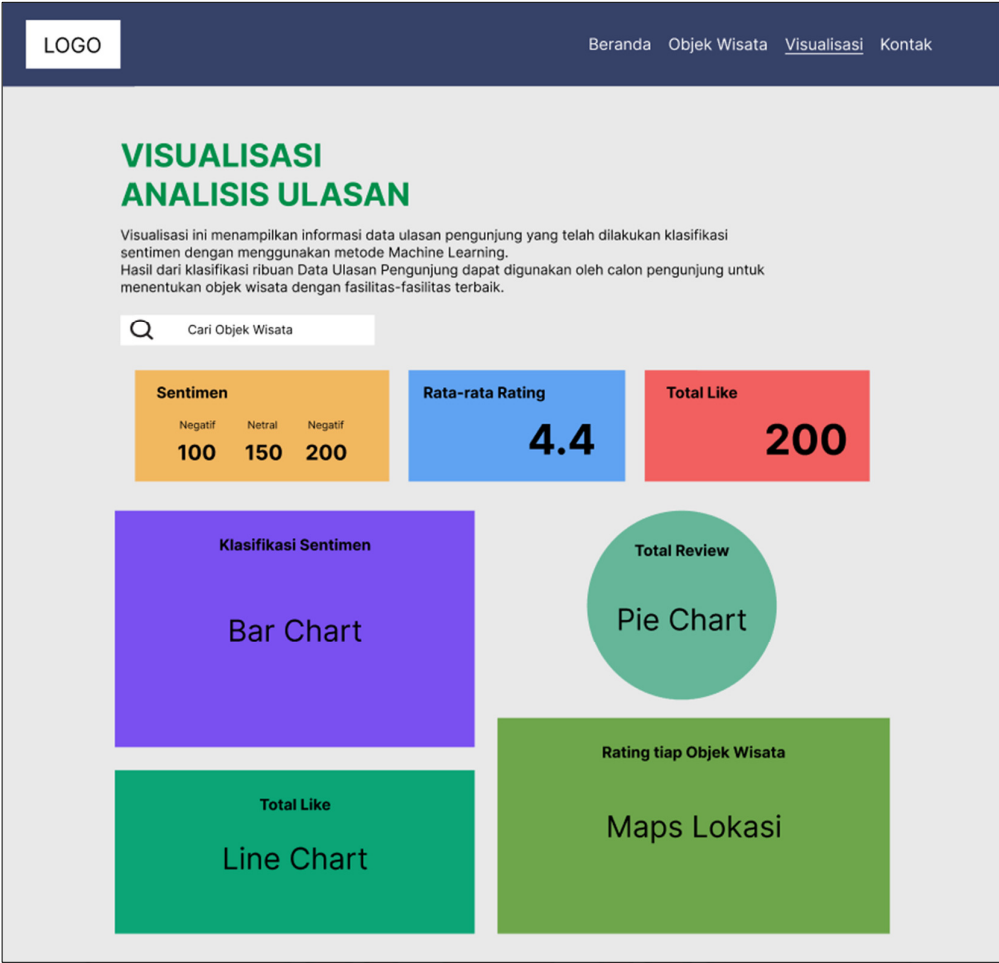 LOGO
Beranda Objek Wisata Visualisasi Kontak
VISUALISASI
ANALISIS ULASAN
Visualisasi ini menampilkan informasi data ulasan pengunjung yang telah dilakukan klasifikasi
sentimen dengan menggunakan metode Machine Learning.
Hasil dari klasifikasi ribuan Data Ulasan Pengunjung dapat digunakan oleh calon pengunjung untuk
menentukan objek wisata dengan fasilitas-fasilitas terbaik.
Cari Objek Wisata
Sentimen
Negatif Netral Negatif
100 150 200
Rata-rata Rating
4.4
Total Like
200
Klasifikasi Sentimen
Bar Chart
Total Review
Pie Chart
Total Like
Line Chart
Rating tiap Objek Wisata
Maps Lokasi